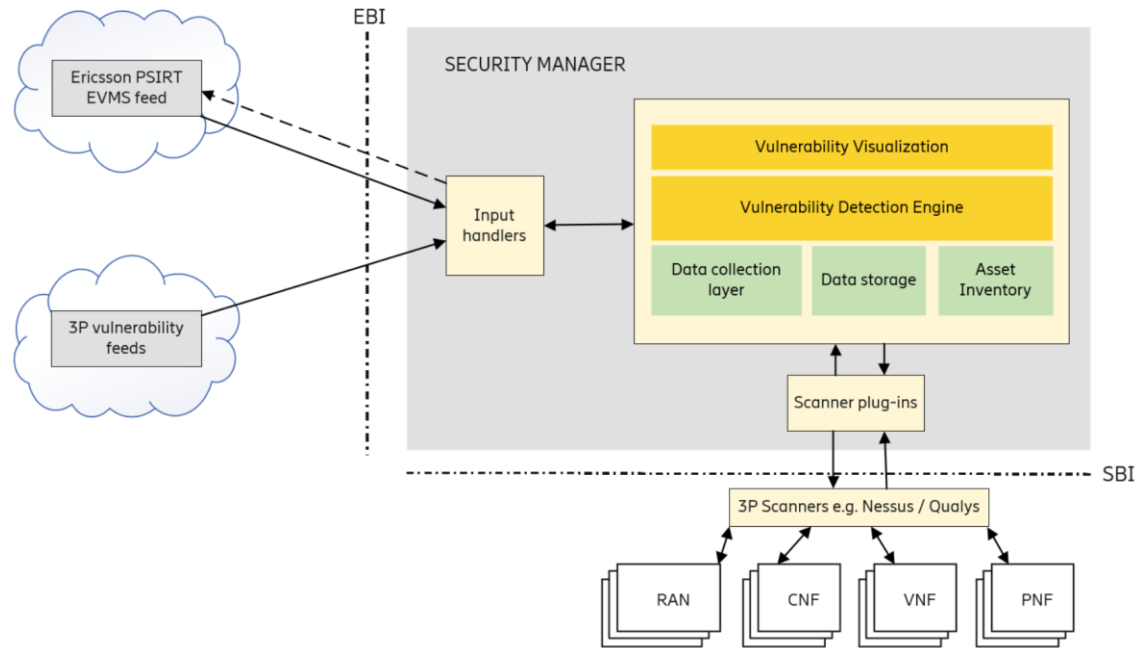 EBI
SECURITY MANAGER
Ericsson PSIRT
EVMS feed
3P vulnerability
feeds
Input
handlers
Vulnerability Visualization
Vulnerability Detection Engine
Data collection
layer
Data storage
Asset
Inventory
Scanner plug-ins
SBI
3P Scanners e.g. Nessus / Qualys
RAN
CNF
VNF
PNF